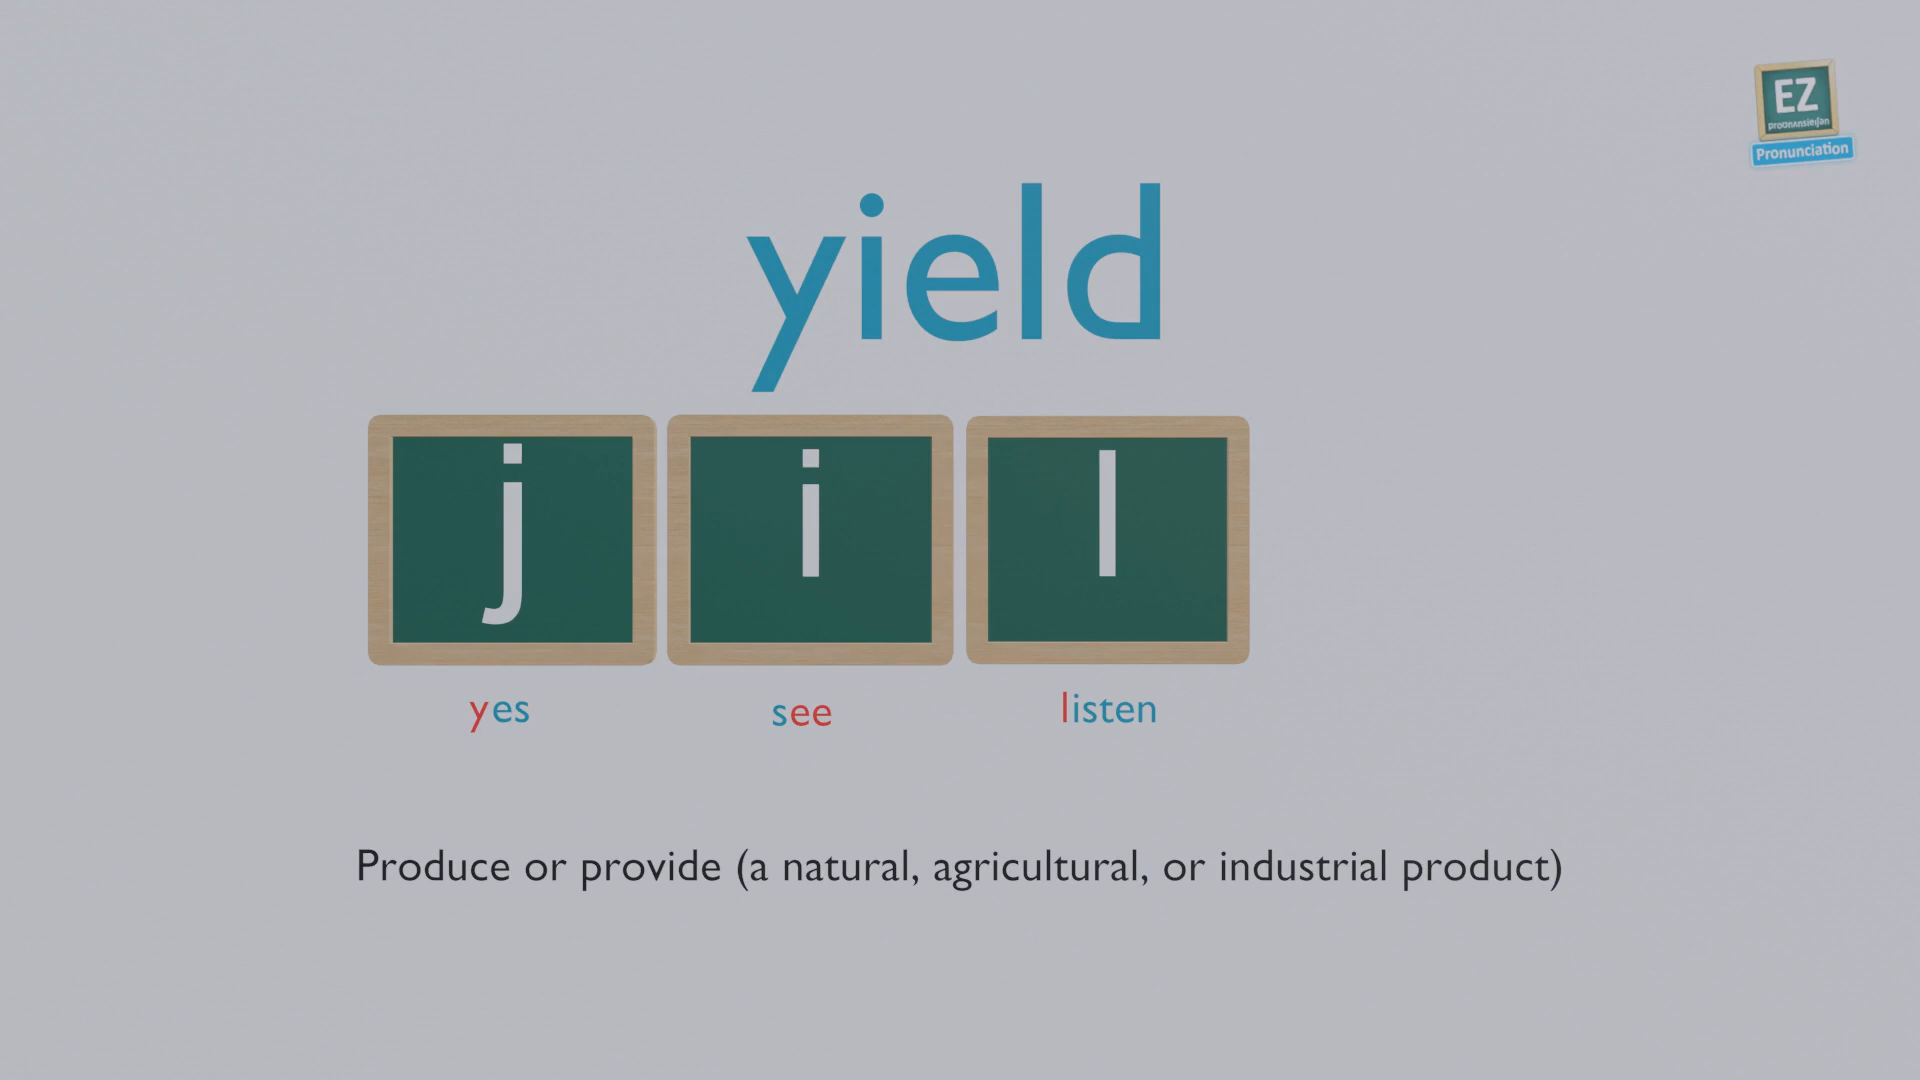 EZ
Pronunciation
yield
j i l
yes see listen
Produce or provide (a natural, agricultural, or industrial product)